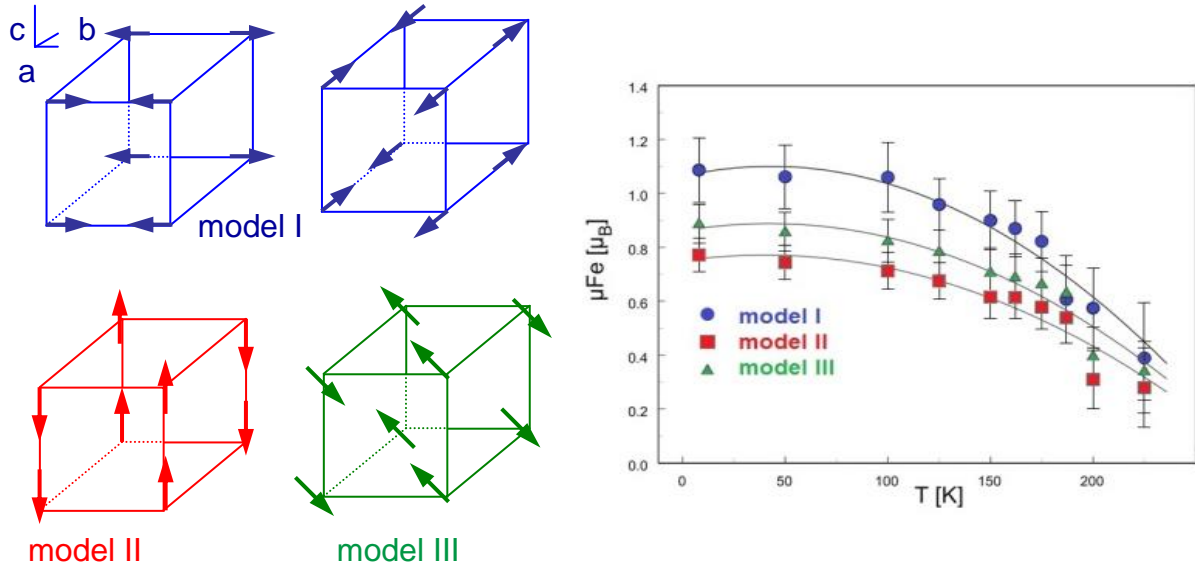 c b
a
model I
model II
model III
μFe [μ_B]
1.4
1.2
1.0
0.8
0.6
0.4
0.2
0.0
model I
model II
model III
0 50 100 150 200
T [K]